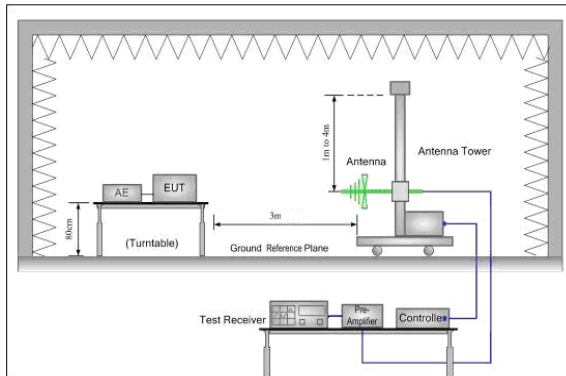 1m to 4m
Antenna Tower
Antenna
AE
EUT
80cm
(Turntable)
3m
Ground Reference Plane
Test Receiver
Pre-
Amplifier
Controlle